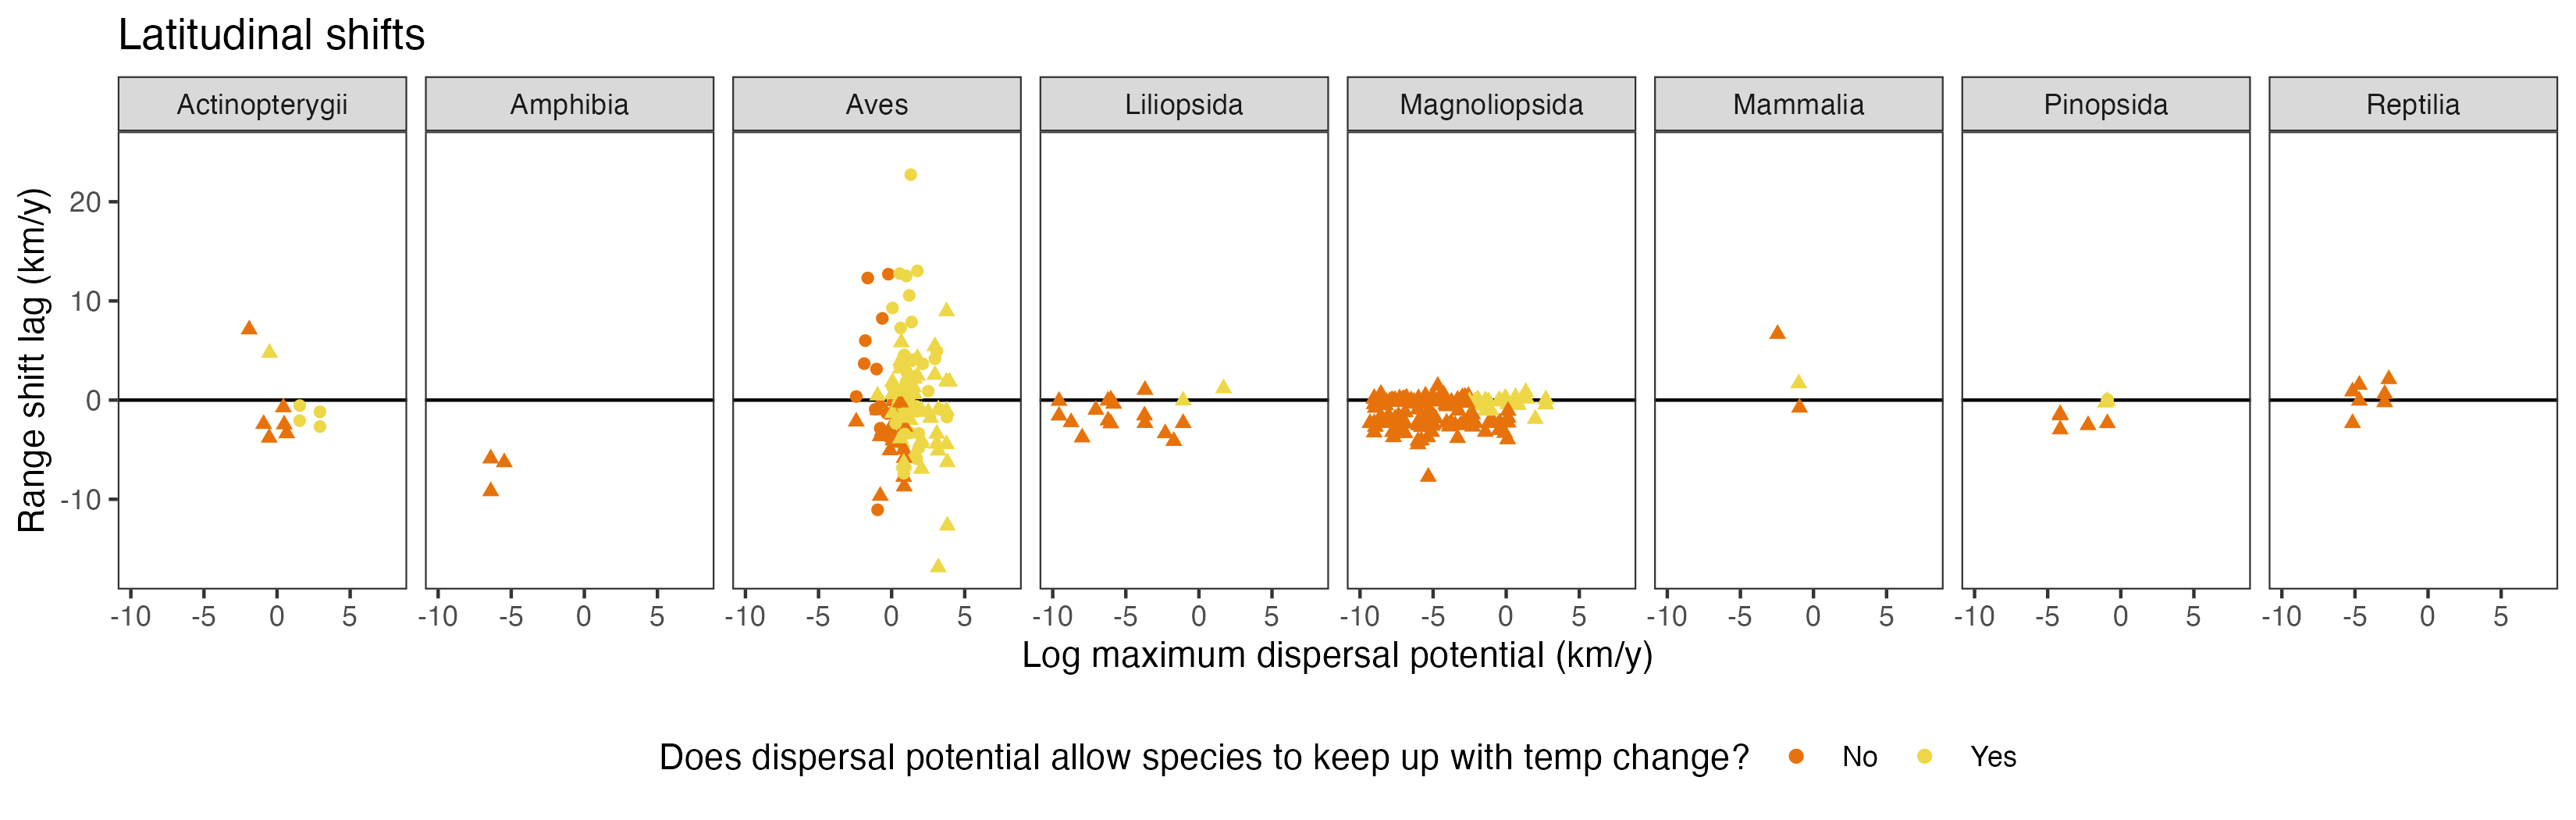 Latitudinal shifts
Actinopterygii Amphibia Aves Liliopsida Magnoliopsida Mammalia Pinopsida Reptilia
Range shift lag (km/y)
20
10
0
-10
-10 -5 0 5 -10 -5 0 5 -10 -5 0 5 -10 -5 0 5 -10 -5 0 5 -10 -5 0 5 -10 -5 0 5 -10 -5 0 5
Log maximum dispersal potential (km/y)
Does dispersal potential allow species to keep up with temp change? No Yes